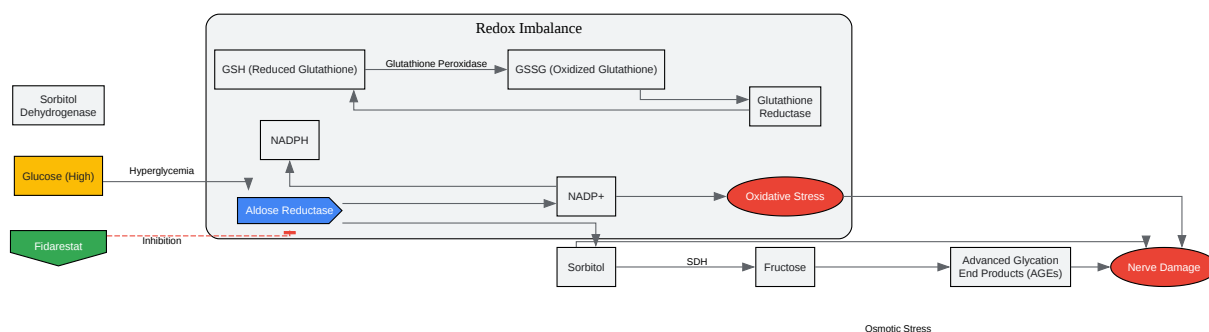 Redox Imbalance
GSH (Reduced Glutathione)
Glutathione Peroxidase
GSSG (Oxidized Glutathione)
Sorbitol
Dehydrogenase
Glutathione
Reductase
NADPH
Glucose (High)
Hyperglycemia
NADP+
Oxidative Stress
Aldose Reductase
Fidarestat
Inhibition
Sorbitol
SDH
Fructose
Advanced Glycation
End Products (AGEs)
Nerve Damage
Osmotic Stress